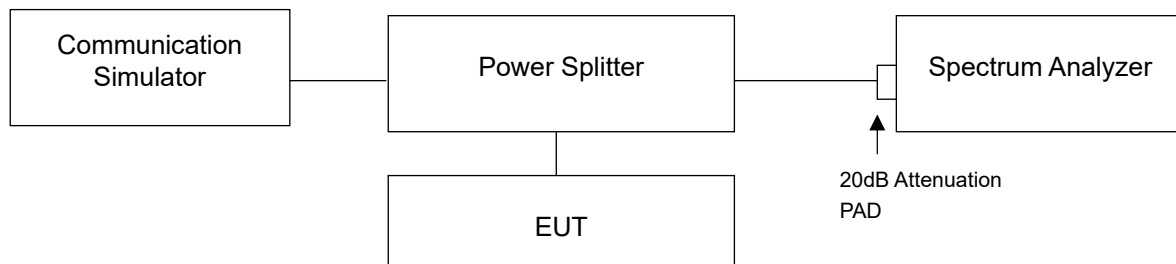 Communication
Simulator
Power Splitter
Spectrum Analyzer
20dB Attenuation
PAD
EUT